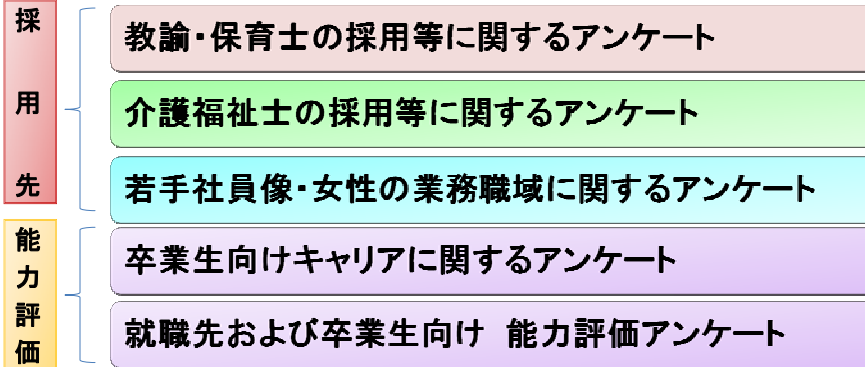 採用先
教諭・保育士の採用等に関するアンケート
介護福祉士の採用等に関するアンケート
若手社員像・女性の業務職域に関するアンケート
能力評価
卒業生向けキャリアに関するアンケート
就職先および卒業生向け 能力評価アンケート